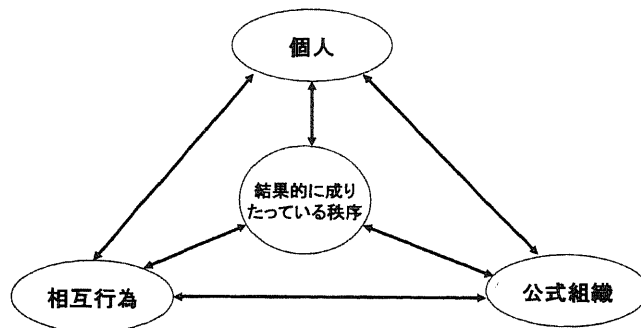 個人
結果的に成り
たっている秩序
相互行為
公式組織